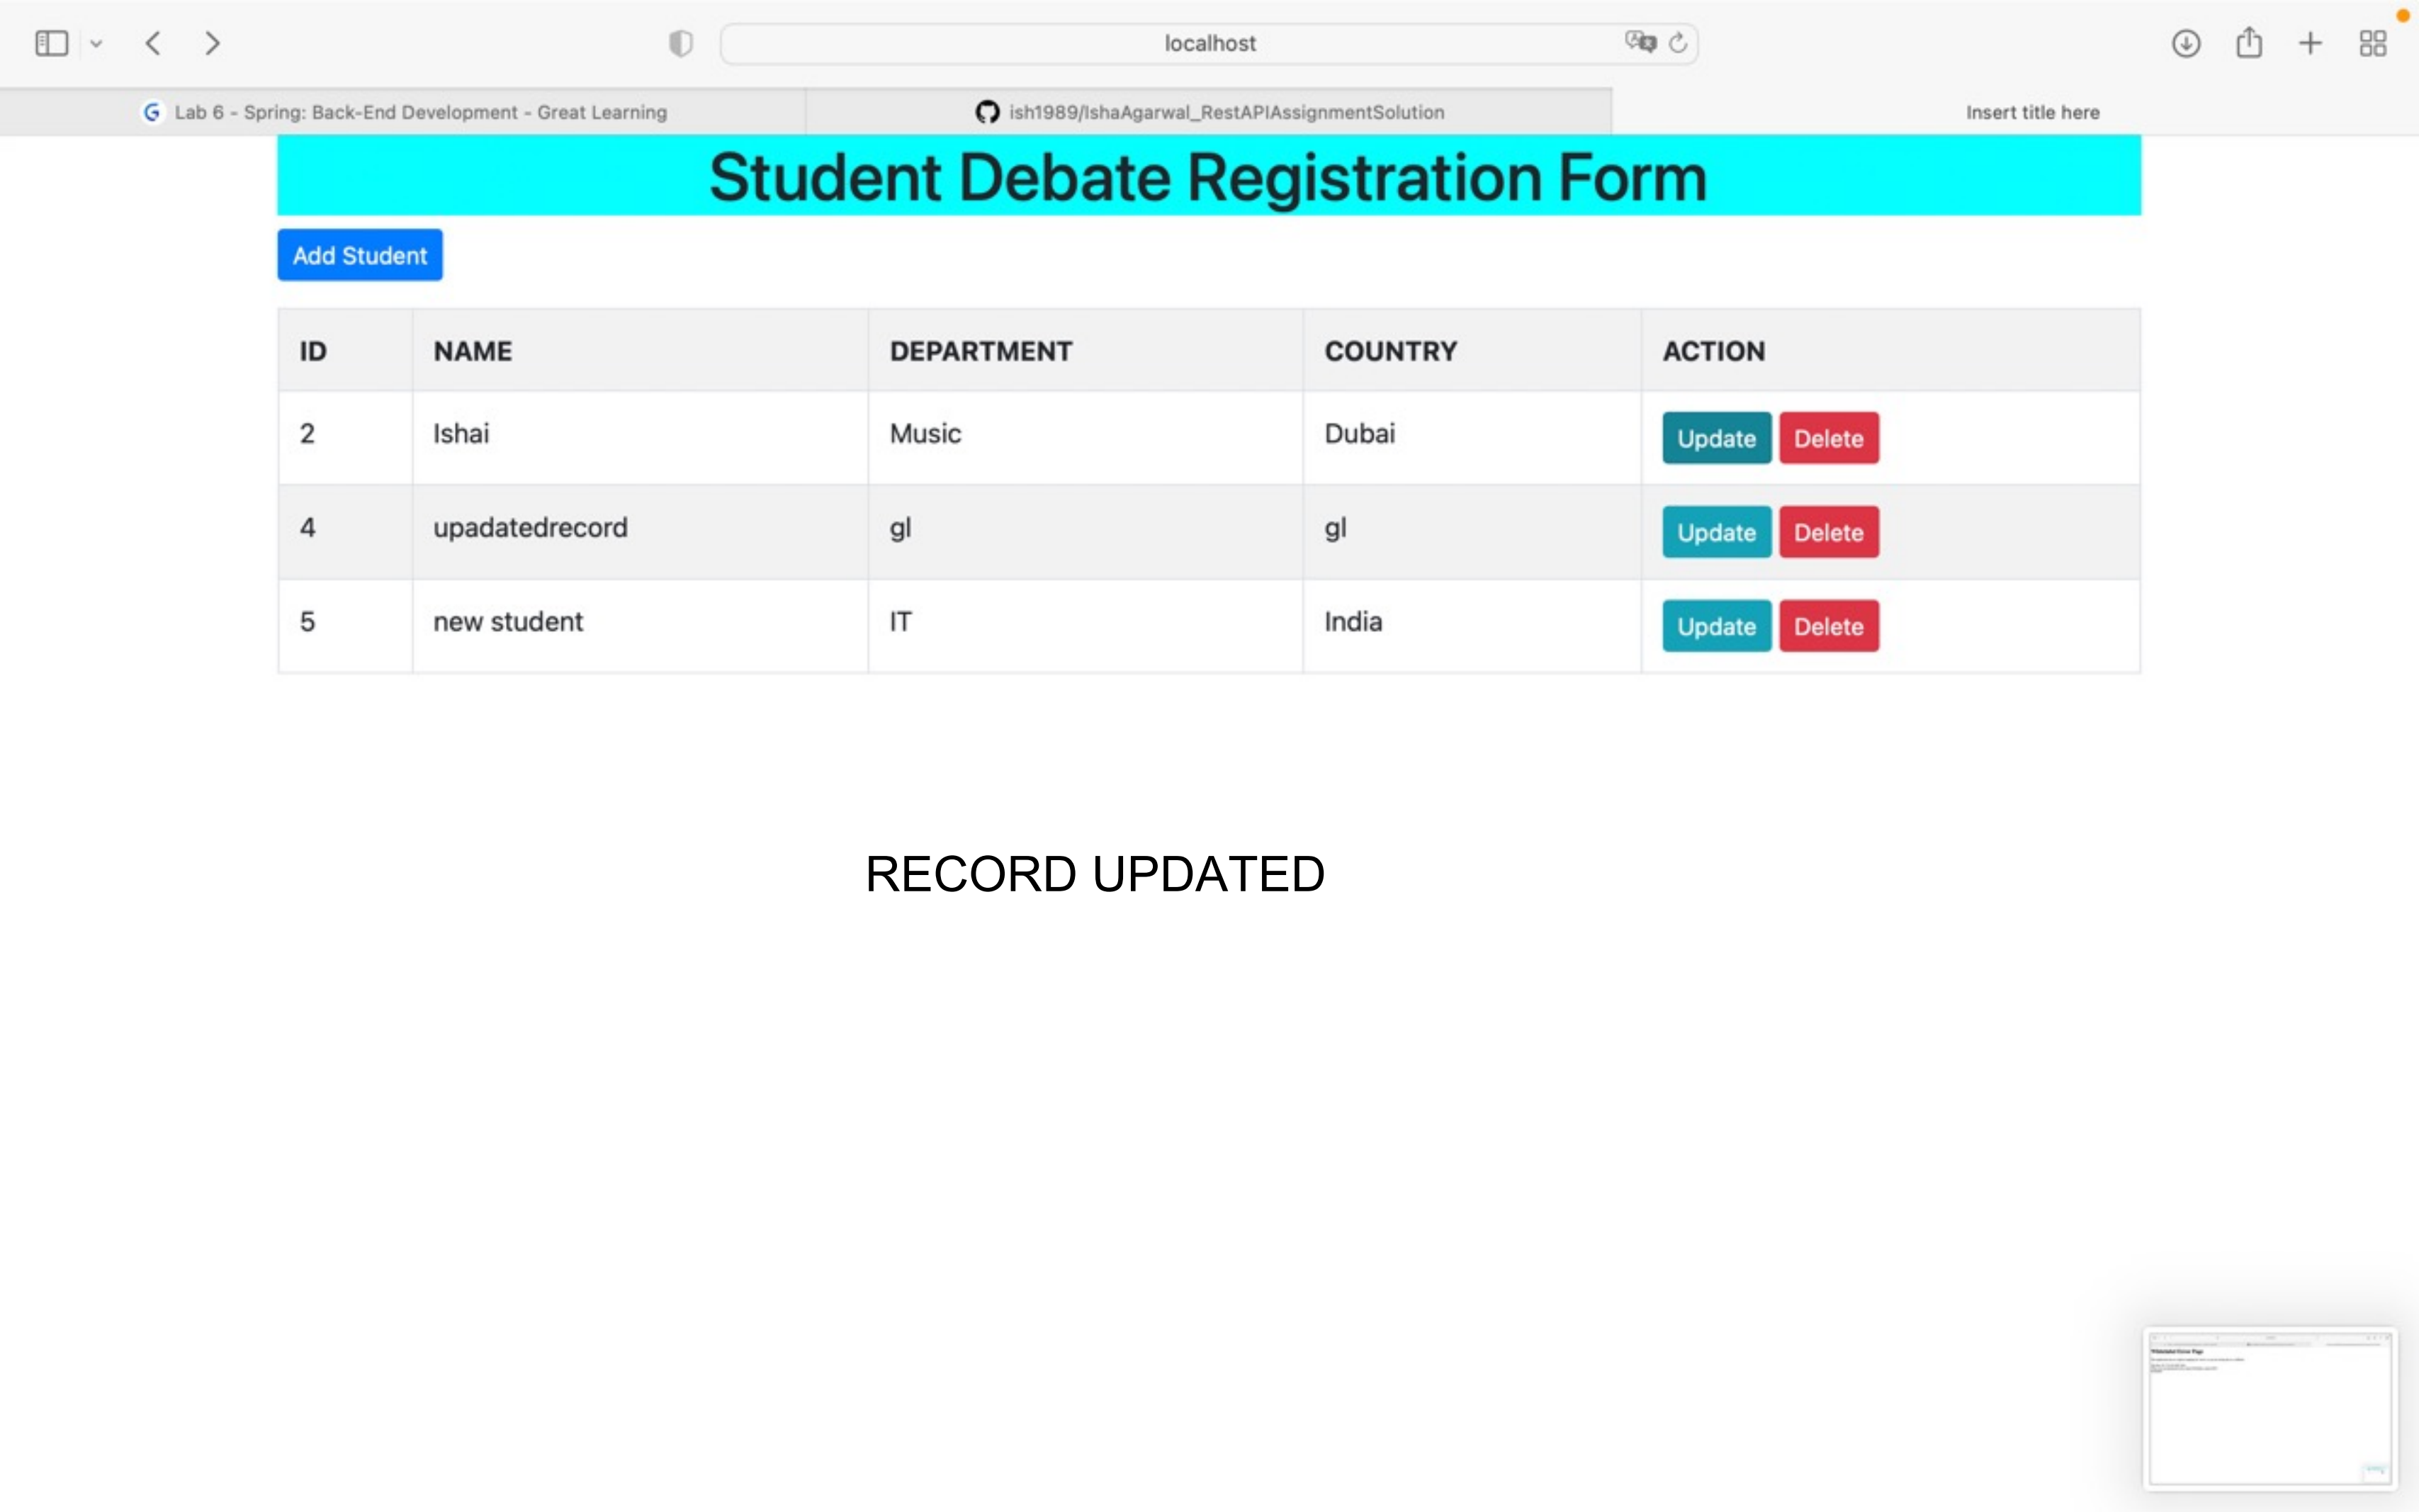 localhost
Lab 6 - Spring: Back-End Development - Great Learning
ish1989/IshaAgarwal_RestAPIAssignmentSolution
Insert title here
Student Debate Registration Form
Add Student
ID NAME DEPARTMENT COUNTRY ACTION
2 Ishai Music Dubai Update Delete
4 upadatedrecord gl gl Update Delete
5 new student IT India Update Delete
RECORD UPDATED